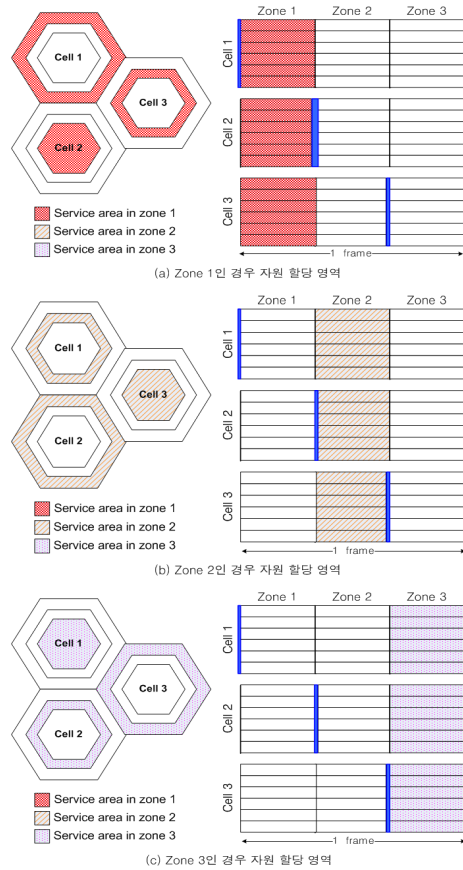 Zone 1 Zone 2 Zone 3
Cell 1
Cell 3
Cell 2
Cell 1
Cell 2
Cell 3
Service area in zone 1
Service area in zone 2
Service area in zone 3
1 frame
(a) Zone 1인 경우 자원 할당 영역
Zone 1 Zone 2 Zone 3
Cell 1
Cell 3
Cell 2
Cell 1
Cell 2
Cell 3
Service area in zone 1
Service area in zone 2
Service area in zone 3
1 frame
(b) Zone 2인 경우 자원 할당 영역
Zone 1 Zone 2 Zone 3
Cell 1
Cell 3
Cell 2
Cell 1
Cell 2
Cell 3
Service area in zone 1
Service area in zone 2
Service area in zone 3
1 frame
(c) Zone 3인 경우 자원 할당 영역